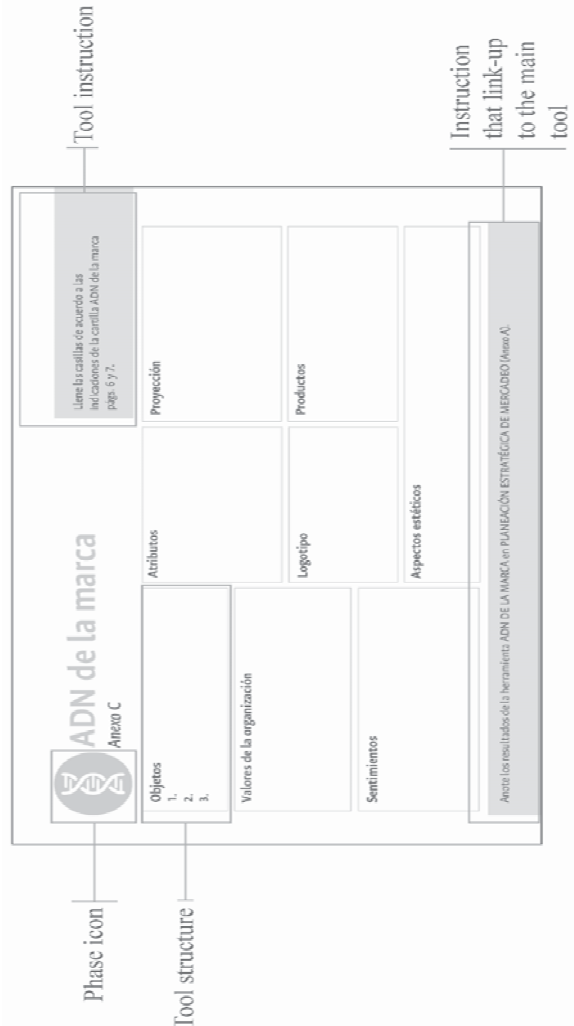 Phase icon
Tool structure
Tool instruction
Instruction
that link-up
to the main
tool
ADN de la marca
Anexo C
Llene las casillas de acuerdo a las
indicaciones de la cartilla ADN de la marca
págs. 6 y 7.
Objetos
1.
2.
3.
Atributos
Proyección
Valores de la organización
Logotipo
Productos
Sentimientos
Aspectos estéticos
Anote los resultados de la herramienta ADN DE LA MARCA en PLANEACIÓN ESTRATÉGICA DE MERCADEO (Anexo A).